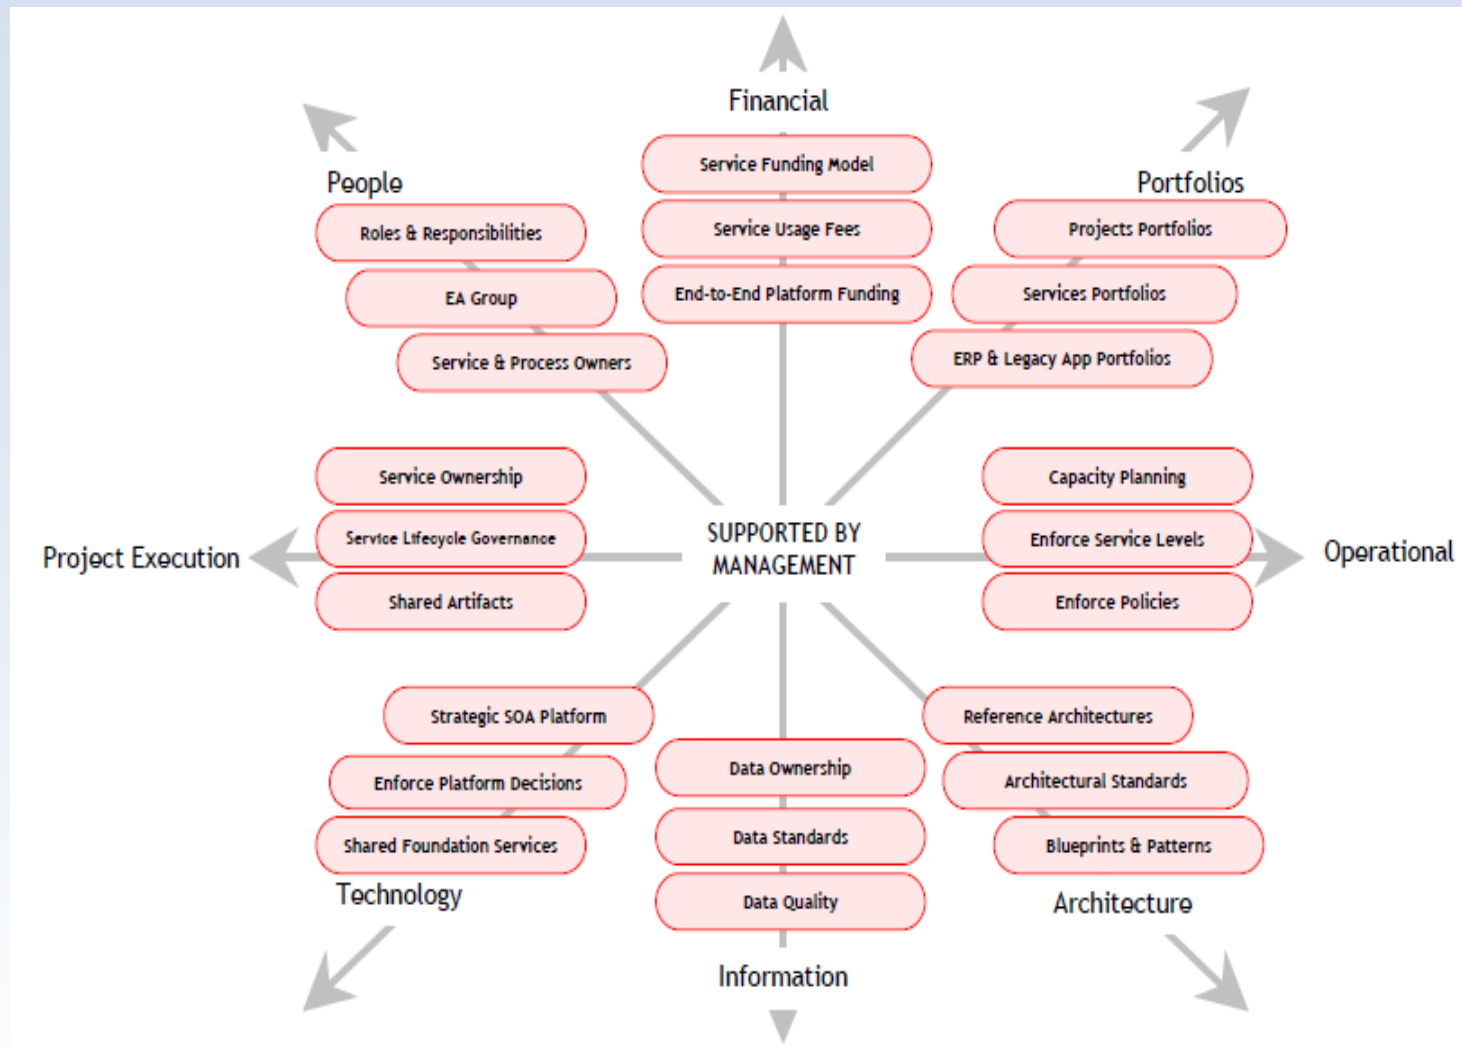 Financial
Service Funding Model
Service Usage Fees
End-to-End Platform Funding
People
Roles & Responsibilities
EA Group
Service & Process Owners
Portfolios
Projects Portfolios
Services Portfolios
ERP & Legacy App Portfolios
Project Execution
Service Ownership
Service Lifecycle Governance
Shared Artifacts
SUPPORTED BY
MANAGEMENT
Capacity Planning
Enforce Service Levels
Enforce Policies
Operational
Strategic SOA Platform
Enforce Platform Decisions
Shared Foundation Services
Technology
Data Ownership
Data Standards
Data Quality
Information
Reference Architectures
Architectural Standards
Blueprints & Patterns
Architecture